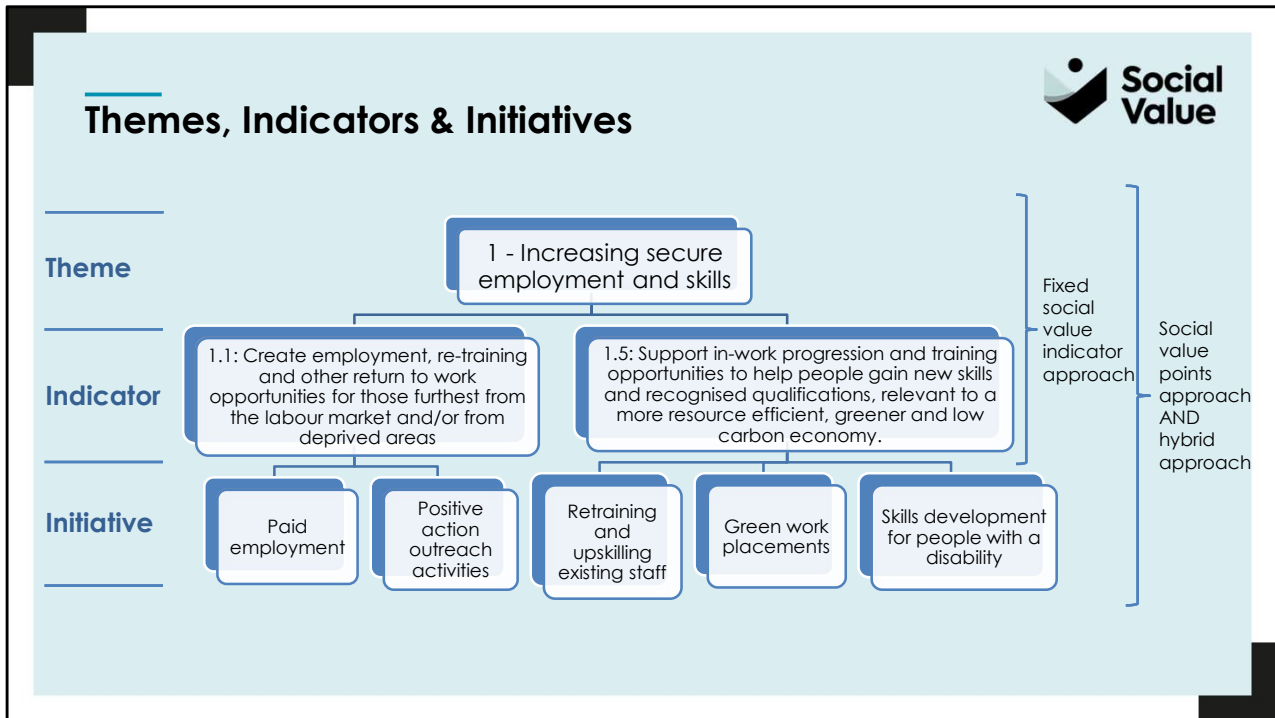 Themes, Indicators & Initiatives
Social
Value
Theme
1 - Increasing secure
employment and skills
Indicator
1.1: Create employment, re-training
and other return to work
opportunities for those furthest from
the labour market and/or from
deprived areas
1.5: Support in-work progression and training
opportunities to help people gain new skills
and recognised qualifications, relevant to a
more resource efficient, greener and low
carbon economy.
Initiative
Paid
employment
Positive
action
outreach
activities
Retraining
and
upskilling
existing staff
Green work
placements
Skills development
for people with a
disability
Fixed
social
value
indicator
approach
Social
value
points
approach
AND
hybrid
approach